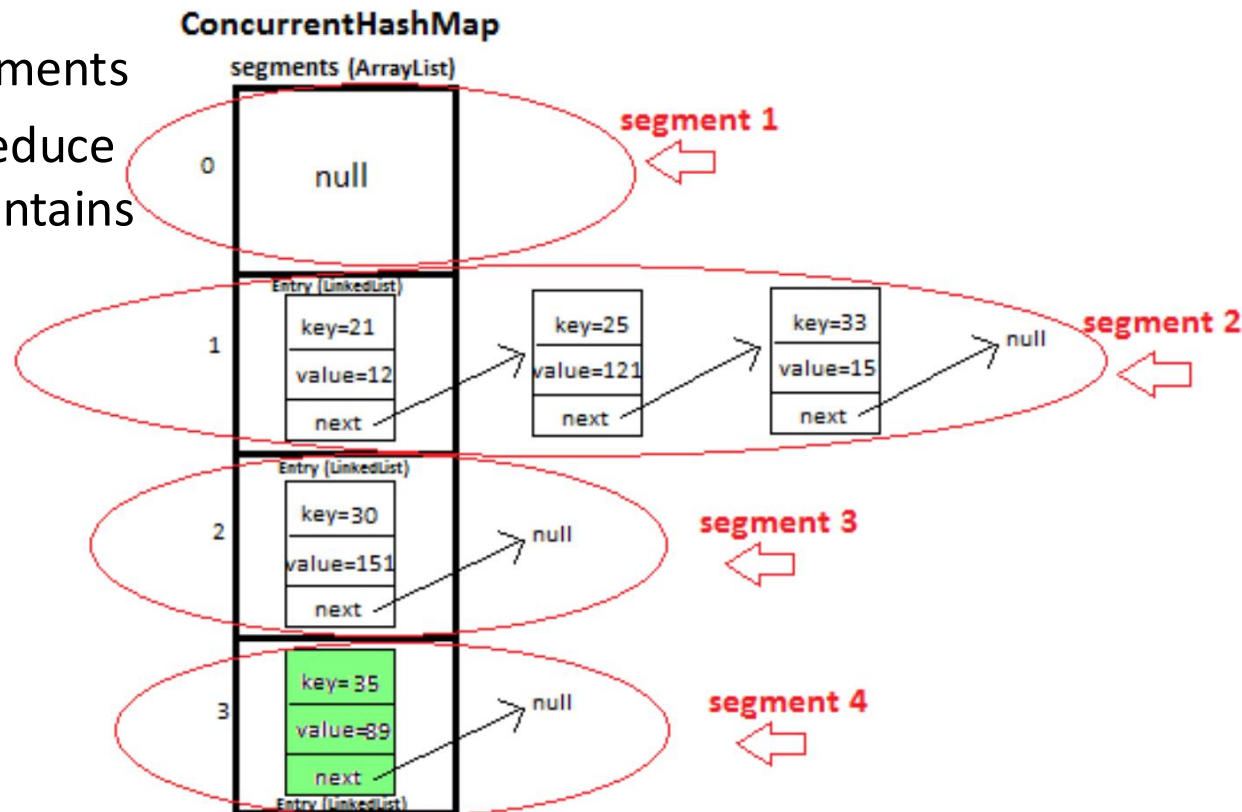 ConcurrentHashMap
segments (ArrayList)
ments
educe
ntains
segment 1
0
null
Entry (LinkedList)
segment 2
1
key=21
value=12
next
key=25
value=121
next
key=33
value=15
next
null
Entry (LinkedList)
segment 3
2
key=30
value=151
next
null
segment 4
3
key=35
value=89
next
null
Entry (LinkedList)